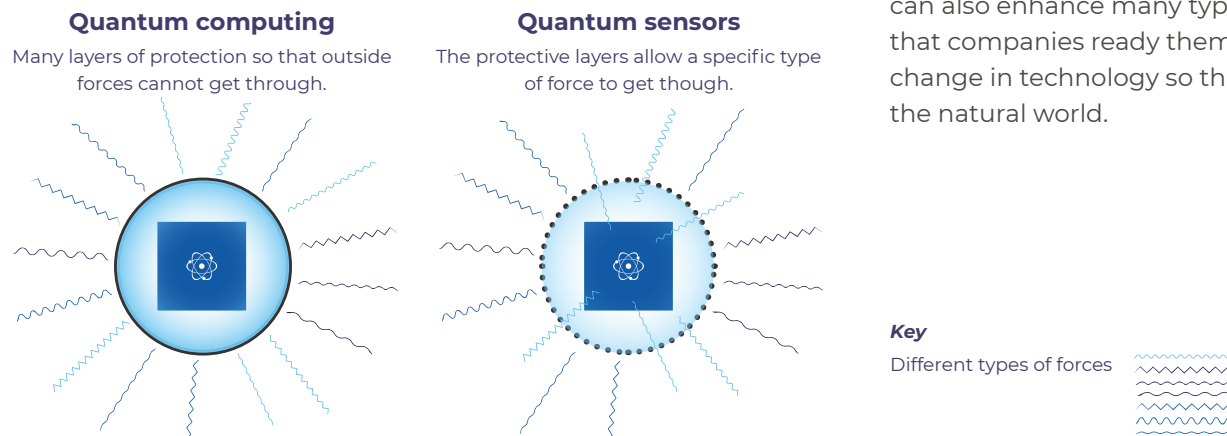 Quantum computing
Many layers of protection so that outside
forces cannot get through.
Quantum sensors
The protective layers allow a specific type
of force to get though.
can also enhance many typ
that companies ready them
change in technology so th
the natural world.
Key
Different types of forces